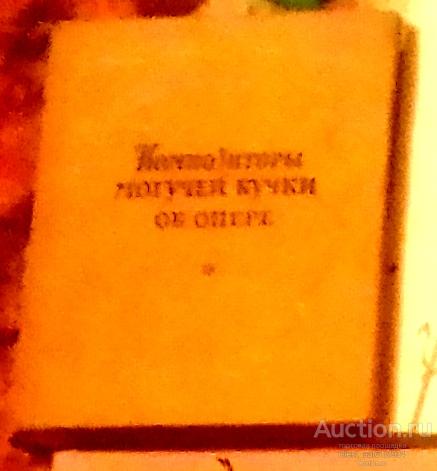 Композиторы
МОГУЧЕЙ КУЧКИ
ОБ ОПЕРЕ
*
Auction.ru